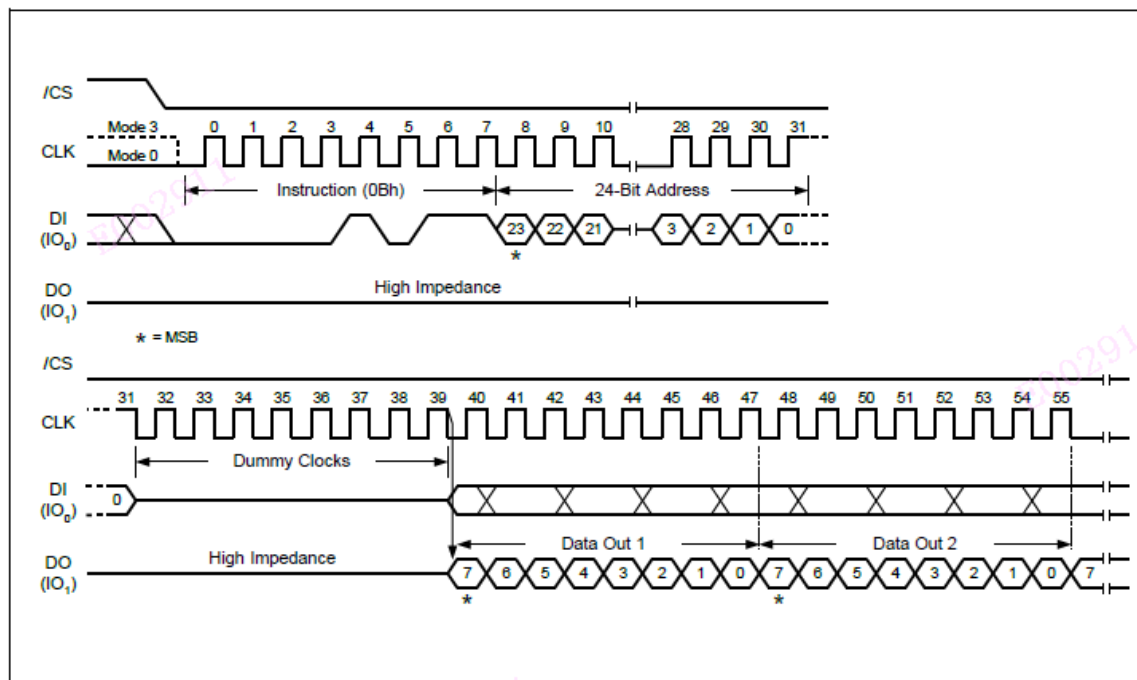 /CS
Mode 3 0 1 2 3 4 5 6 7 8 9 10 28 29 30 31
CLK Mode 0
Instruction (0Bh) 24-Bit Address
DI
(IO0) 23 22 21 3 2 1 0
*
DO High Impedance
(IO1)
* = MSB
/CS
31 32 33 34 35 36 37 38 39 40 41 42 43 44 45 46 47 48 49 50 51 52 53 54 55
CLK
Dummy Clocks
DI 0
(IO0)
High Impedance Data Out 1 Data Out 2
DO 7 6 5 4 3 2 1 0 7 6 5 4 3 2 1 0 7
(IO1)
* *
E002911
E00291